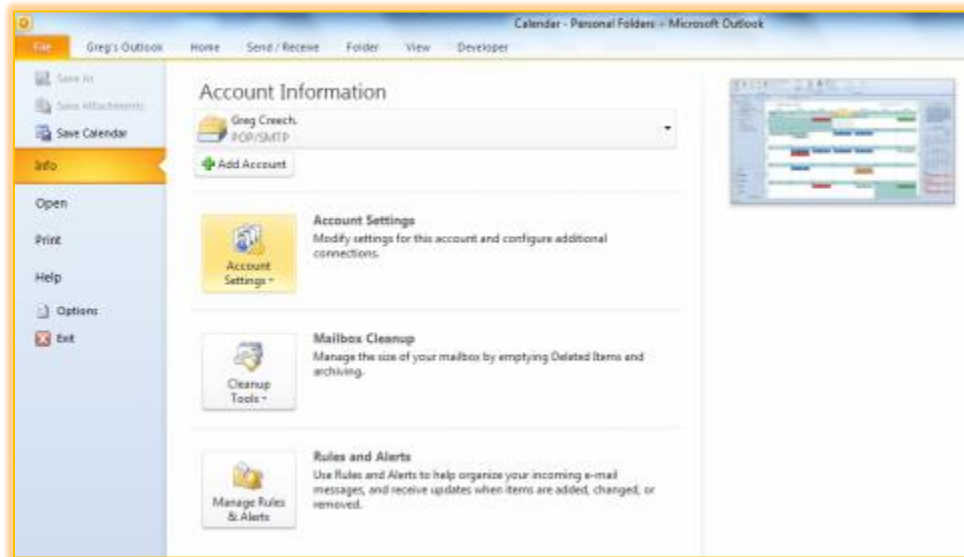 Calendar - Personal Folders - Microsoft Outlook
File Greg's Outlook Home Send / Receive Folder View Developer
Save As
Save Attachments
Save Calendar
Info
Open
Print
Help
Options
Exit
Account Information
Greg Creech.
POP/SMTP
Add Account
Account Settings
Account Settings
Modify settings for this account and configure additional
connections.
Cleanup
Tools
Mailbox Cleanup
Manage the size of your mailbox by emptying Deleted Items and
archiving.
Manage Rules
& Alerts
Rules and Alerts
Use Rules and Alerts to help organize your incoming e-mail
messages, and receive updates when items are added, changed, or
removed.